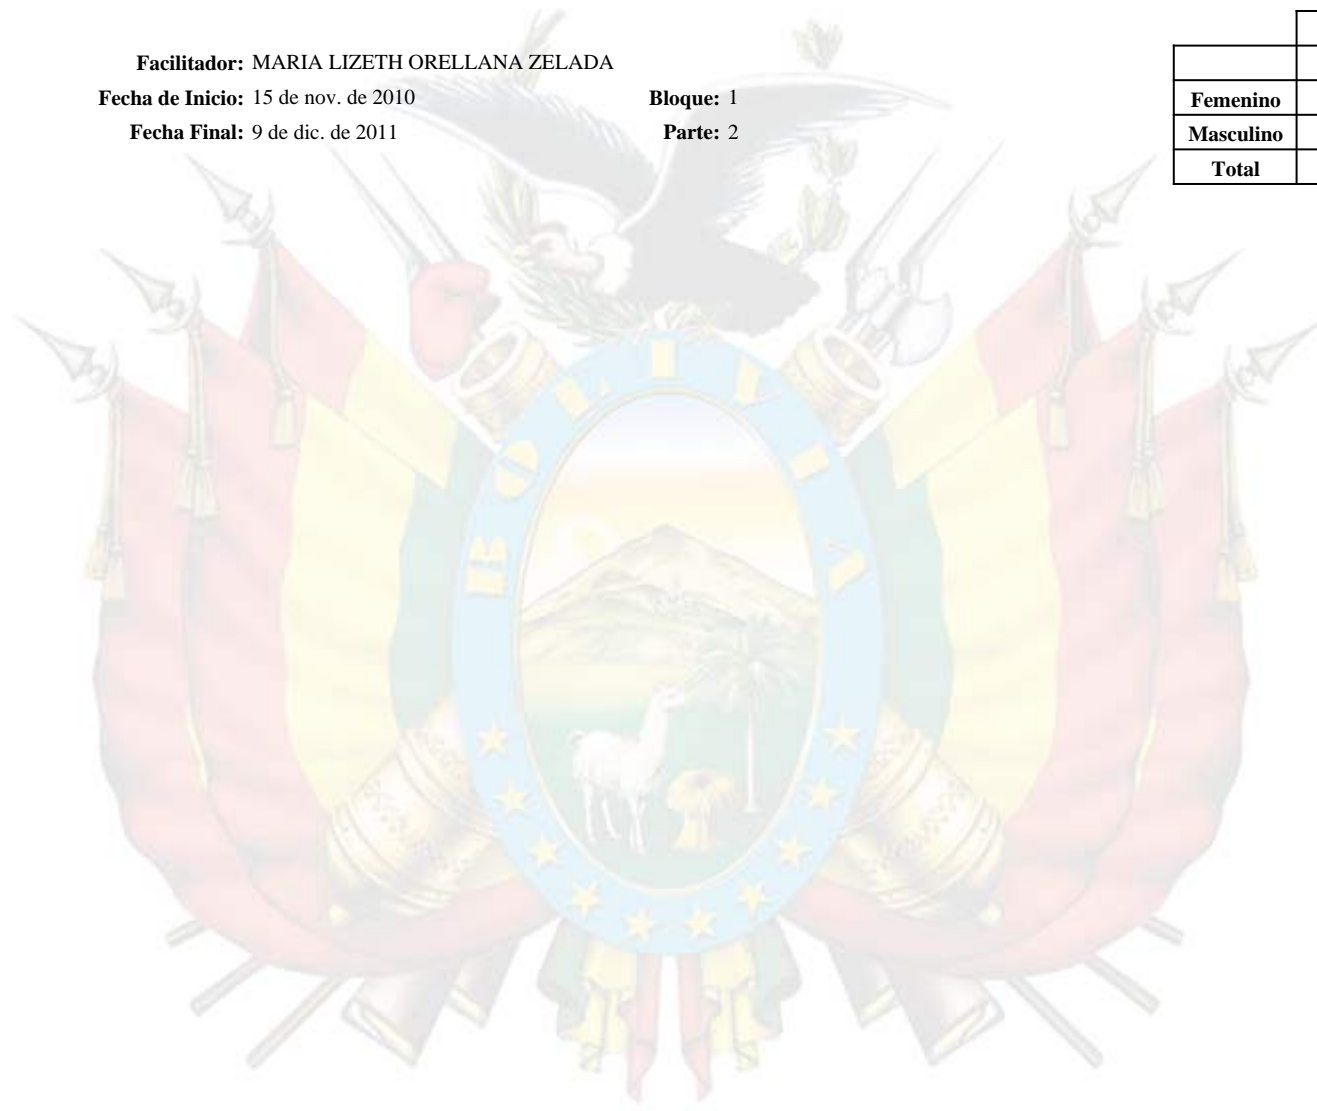 Facilitador: MARIA LIZETH ORELLANA ZELADA
Fecha de Inicio: 15 de nov. de 2010 Bloque: 1
Fecha Final: 9 de dic. de 2011 Parte: 2
Femenino
Masculino
Total
BOLIVIA